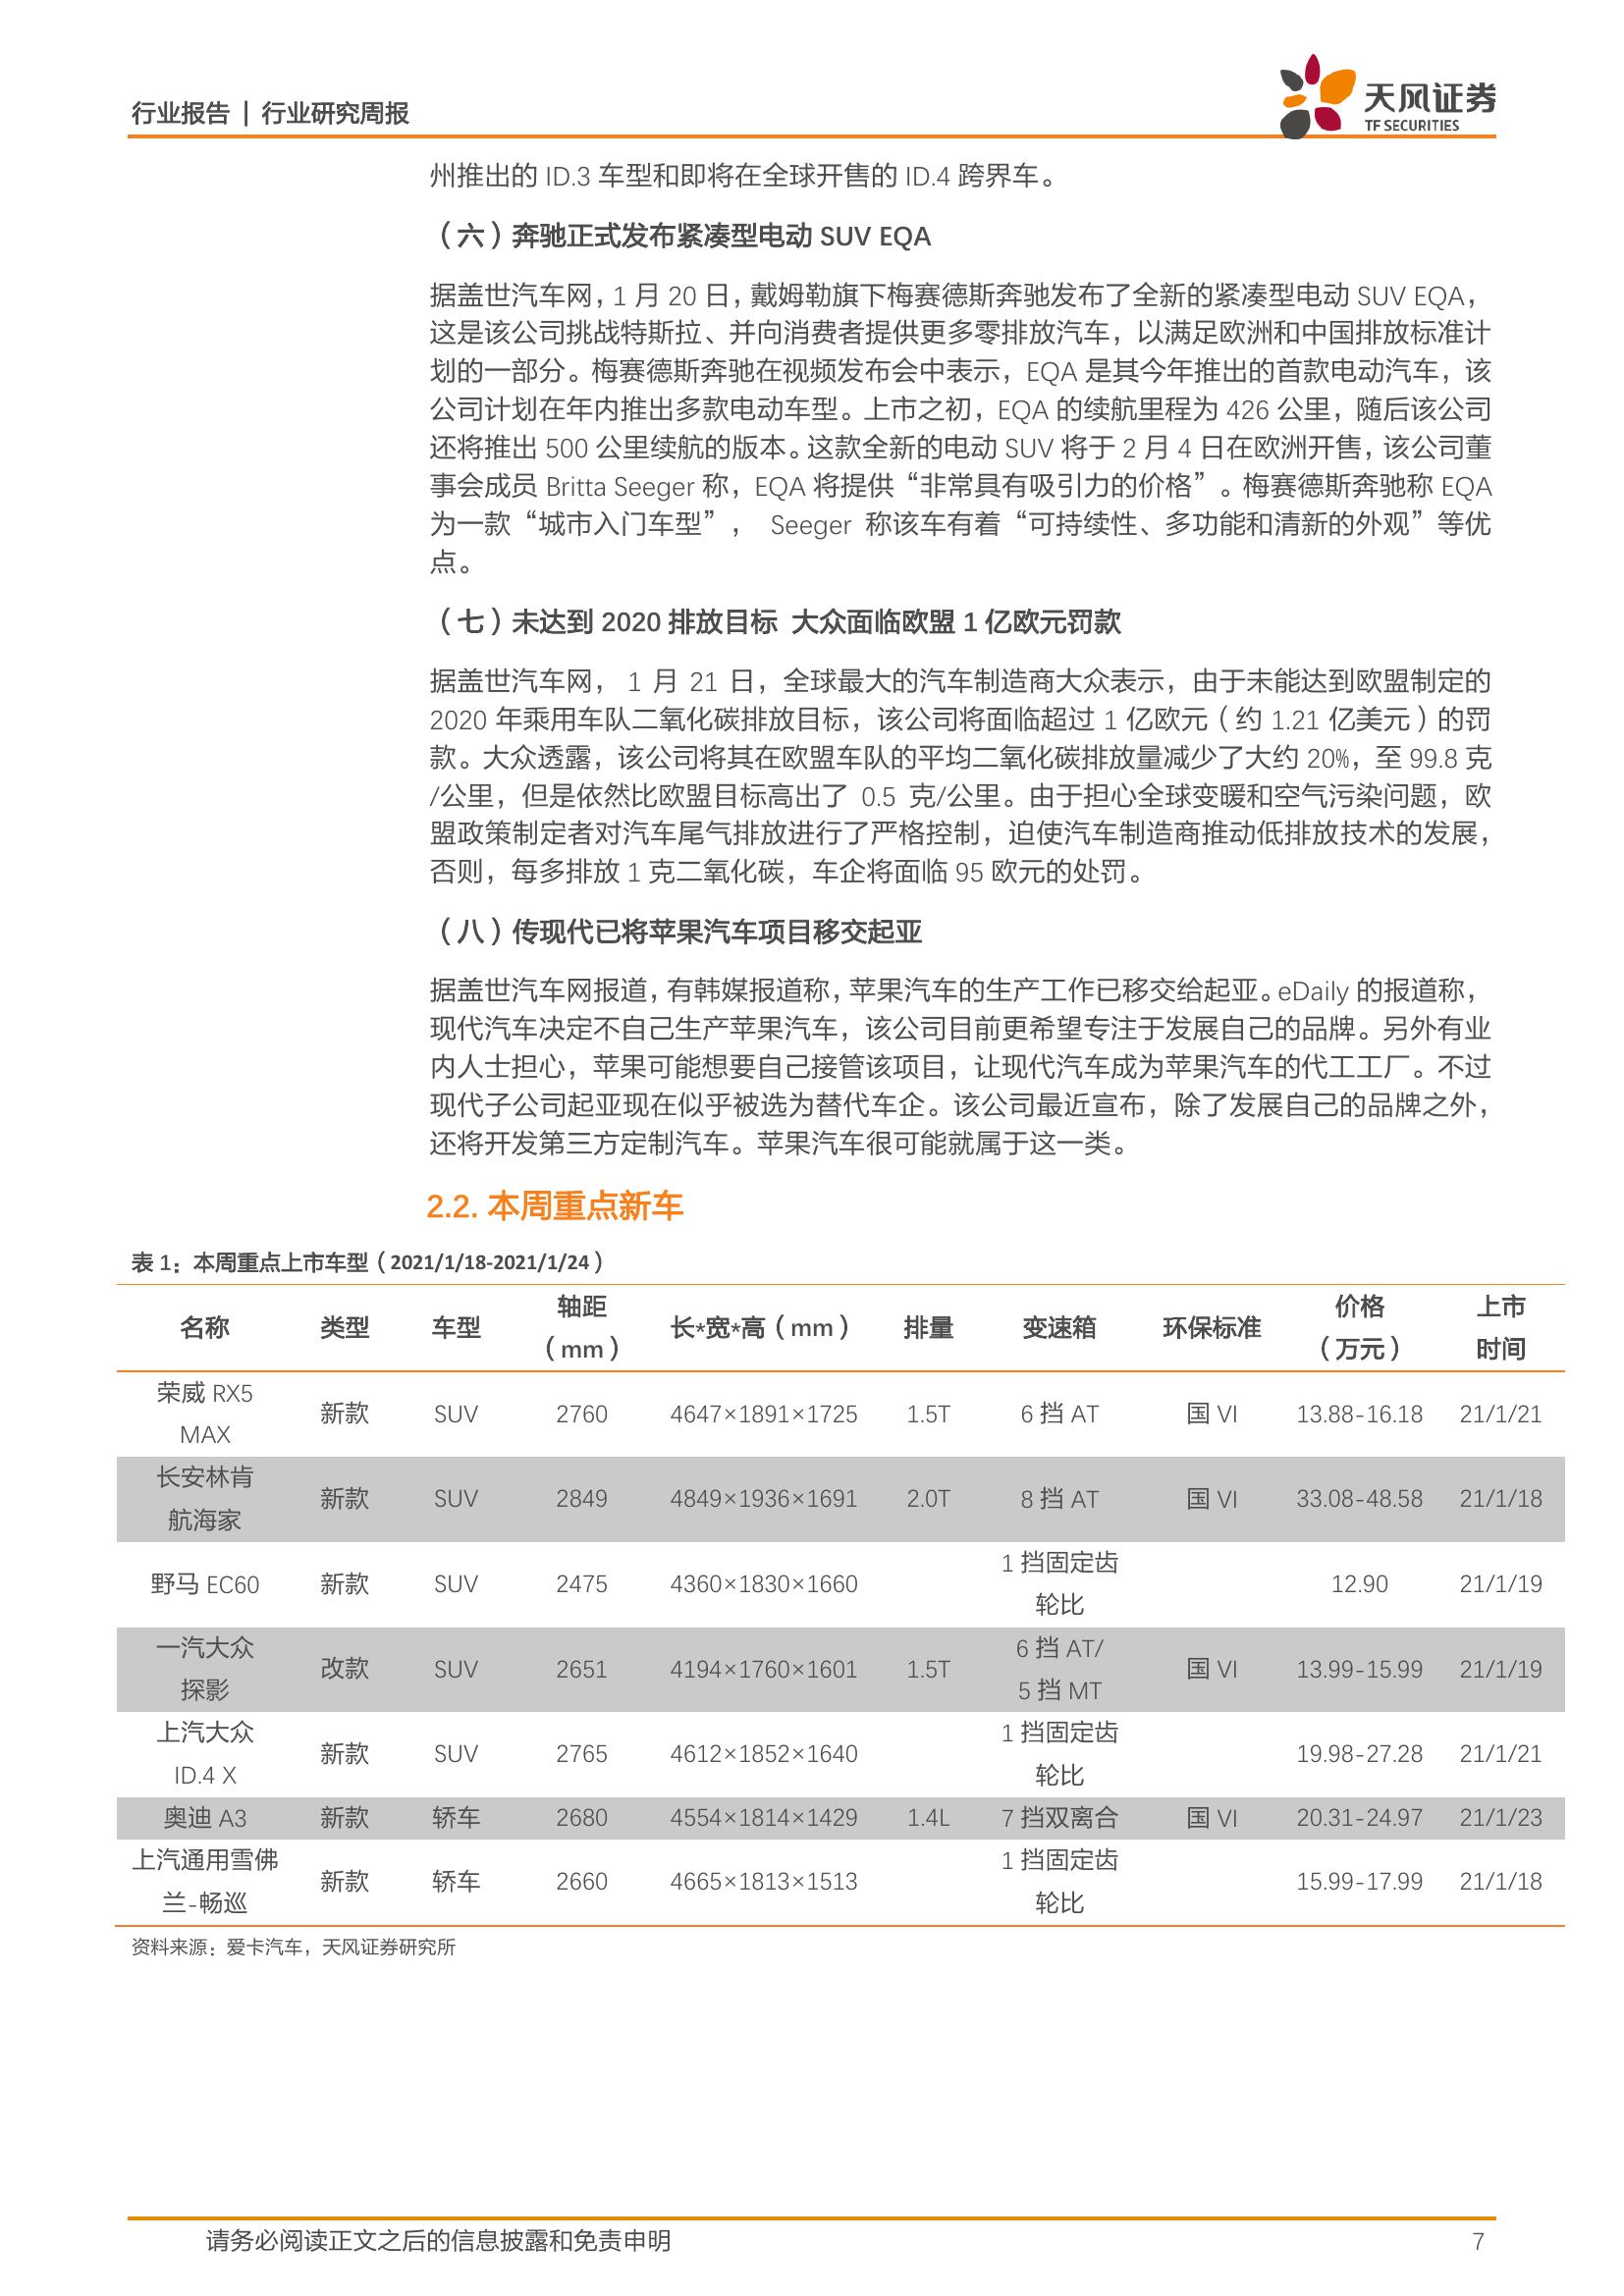 行业报告 | 行业研究周报
天风证券
TF SECURITIES
州推出的 ID.3 车型和即将在全球开售的 ID.4 跨界车。
（六）奔驰正式发布紧凑型电动 SUV EQA
据盖世汽车网，1 月 20 日，戴姆勒旗下梅赛德斯奔驰发布了全新的紧凑型电动 SUV EQA，
这是该公司挑战特斯拉、并向消费者提供更多零排放汽车，以满足欧洲和中国排放标准计
划的一部分。梅赛德斯奔驰在视频发布会中表示，EQA 是其今年推出的首款电动汽车，该
公司计划在年内推出多款电动车型。上市之初，EQA 的续航里程为 426 公里，随后该公司
还将推出 500 公里续航的版本。这款全新的电动 SUV 将于 2 月 4 日在欧洲开售，该公司董
事会成员 Britta Seeger 称，EQA 将提供“非常具有吸引力的价格”。梅赛德斯奔驰称 EQA
为一款“城市入门车型”， Seeger 称该车有着“可持续性、多功能和清新的外观”等优
点。
（七）未达到 2020 排放目标 大众面临欧盟 1 亿欧元罚款
据盖世汽车网， 1 月 21 日，全球最大的汽车制造商大众表示，由于未能达到欧盟制定的
2020 年乘用车队二氧化碳排放目标，该公司将面临超过 1 亿欧元（约 1.21 亿美元）的罚
款。大众透露，该公司将其在欧盟车队的平均二氧化碳排放量减少了大约 20%，至 99.8 克
/公里，但是依然比欧盟目标高出了 0.5 克/公里。由于担心全球变暖和空气污染问题，欧
盟政策制定者对汽车尾气排放进行了严格控制，迫使汽车制造商推动低排放技术的发展，
否则，每多排放 1 克二氧化碳，车企将面临 95 欧元的处罚。
（八）传现代已将苹果汽车项目移交起亚
据盖世汽车网报道，有韩媒报道称，苹果汽车的生产工作已移交给起亚。eDaily 的报道称，
现代汽车决定不自己生产苹果汽车，该公司目前更希望专注于发展自己的品牌。另外有业
内人士担心，苹果可能想要自己接管该项目，让现代汽车成为苹果汽车的代工工厂。不过
现代子公司起亚现在似乎被选为替代车企。该公司最近宣布，除了发展自己的品牌之外，
还将开发第三方定制汽车。苹果汽车很可能就属于这一类。
2.2. 本周重点新车
表 1：本周重点上市车型（2021/1/18-2021/1/24）
名称 类型 车型 轴距（mm） 长*宽*高（mm） 排量 变速箱 环保标准 价格（万元） 上市时间
荣威 RX5 MAX 新款 SUV 2760 4647×1891×1725 1.5T 6 挡 AT 国 VI 13.88-16.18 21/1/21
长安林肯航海家 新款 SUV 2849 4849×1936×1691 2.0T 8 挡 AT 国 VI 33.08-48.58 21/1/18
野马 EC60 新款 SUV 2475 4360×1830×1660 1 挡固定齿轮比 12.90 21/1/19
一汽大众探影 改款 SUV 2651 4194×1760×1601 1.5T 6 挡 AT/5 挡 MT 国 VI 13.99-15.99 21/1/19
上汽大众 ID.4 X 新款 SUV 2765 4612×1852×1640 1 挡固定齿轮比 19.98-27.28 21/1/21
奥迪 A3 新款 轿车 2680 4554×1814×1429 1.4L 7 挡双离合 国 VI 20.31-24.97 21/1/23
上汽通用雪佛兰-畅巡 新款 轿车 2660 4665×1813×1513 1 挡固定齿轮比 15.99-17.99 21/1/18
资料来源：爱卡汽车，天风证券研究所
请务必阅读正文之后的信息披露和免责申明
7